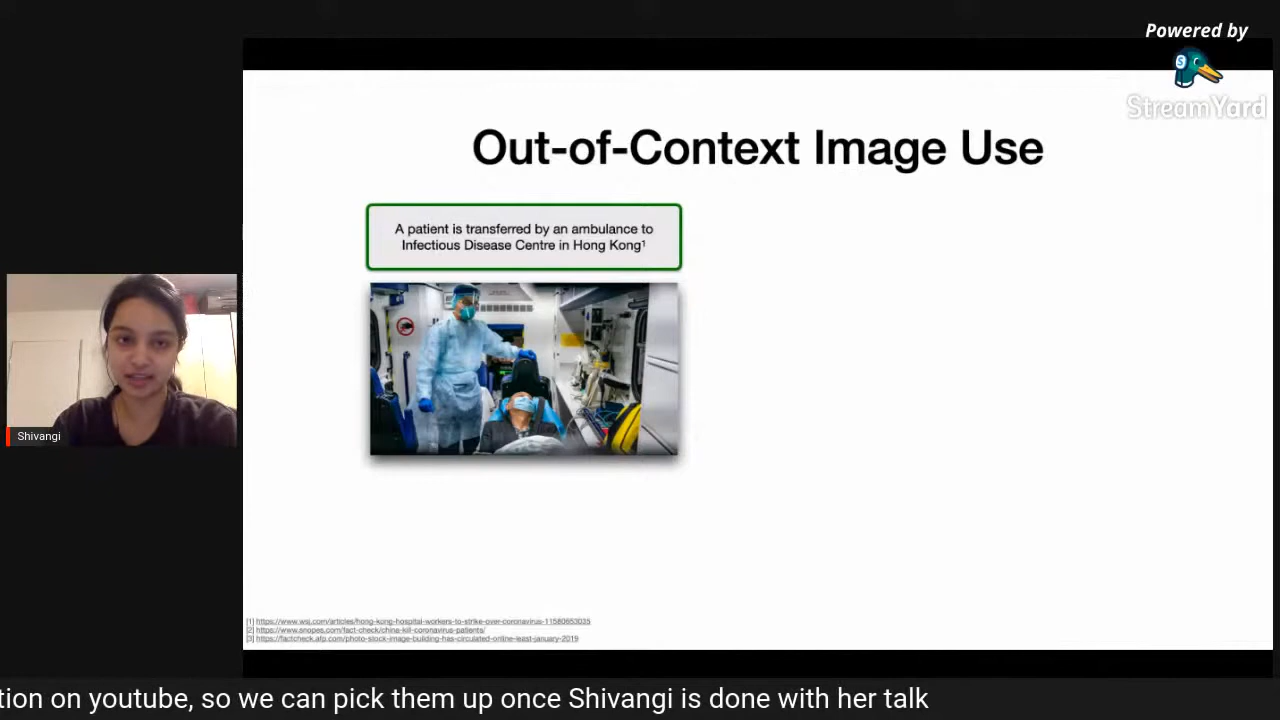 Powered by
StreamYard
Out-of-Context Image Use
A patient is transferred by an ambulance to
Infectious Disease Centre in Hong Kong¹
Shivangi
[1] https://www.wsj.com/articles/hong-kong-hospital-workers-to-strike-over-coronavirus-11580653035
[2] https://www.snopes.com/fact-check/china-kill-coronavirus-patients/
[3] https://factcheck.afp.com/photo-stock-image-building-has-circulated-online-least-january-2019
tion on youtube, so we can pick them up once Shivangi is done with her talk